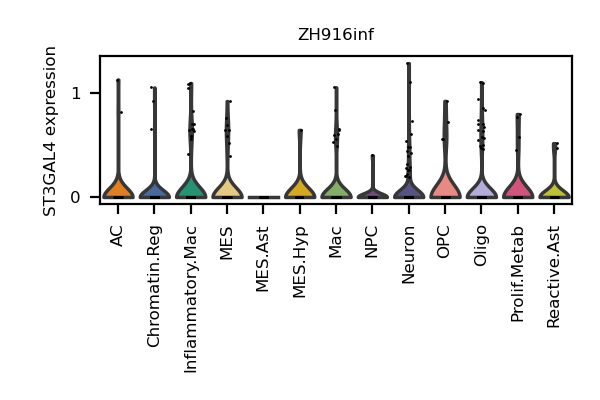 ZH916inf
ST3GAL4 expression
1
0
AC
Chromatin.Reg
Inflammatory.Mac
MES
MES.Ast
MES.Hyp
Mac
NPC
Neuron
OPC
Oligo
Prolif.Metab
Reactive.Ast